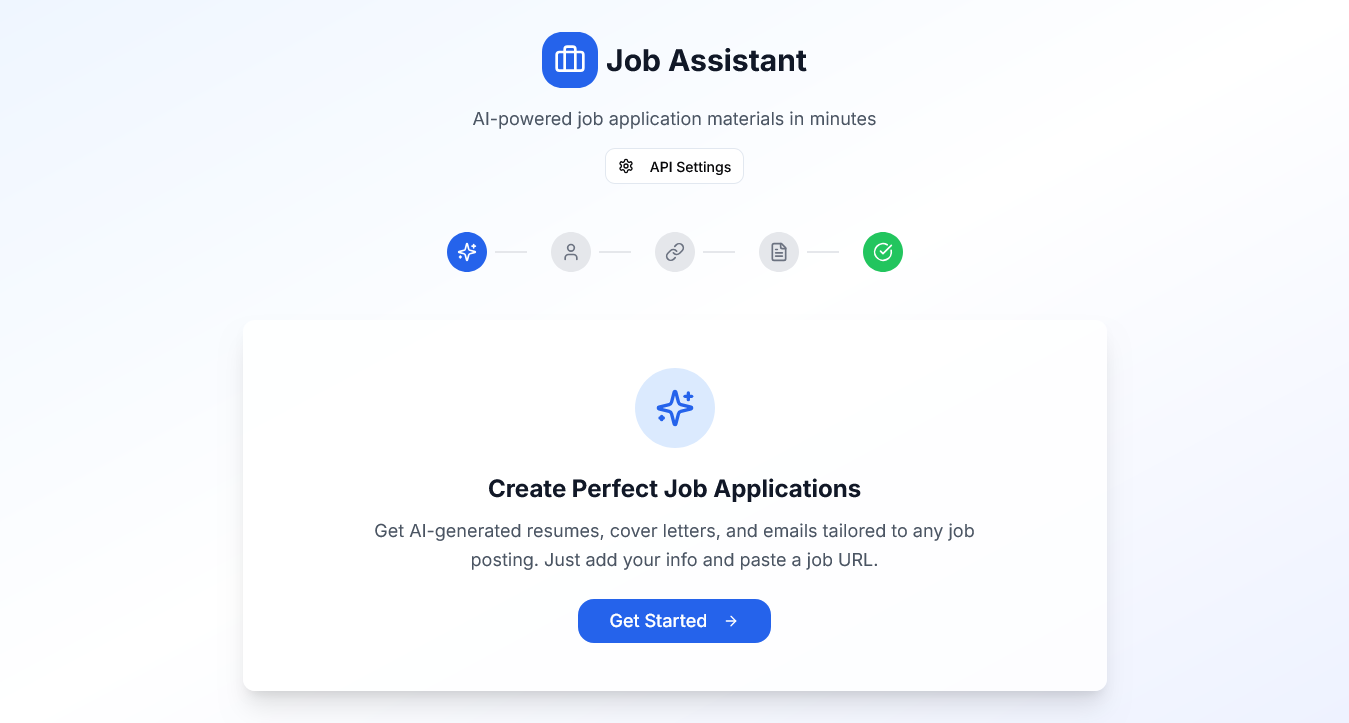 Job Assistant
AI-powered job application materials in minutes
API Settings
Create Perfect Job Applications
Get AI-generated resumes, cover letters, and emails tailored to any job
posting. Just add your info and paste a job URL.
Get Started